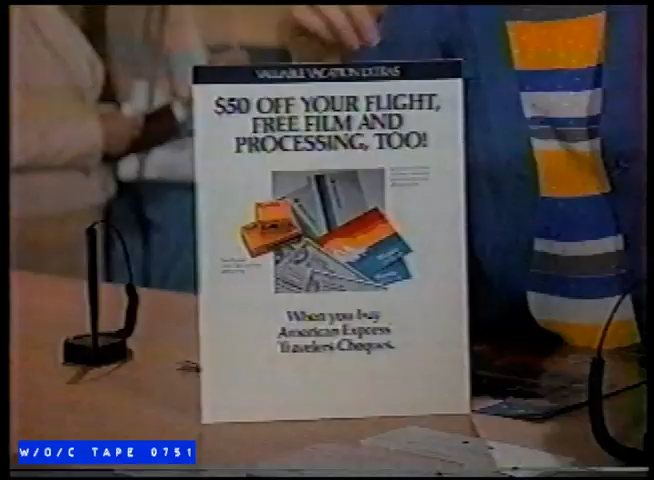 VALUABLE VACATION EXTRAS
$50 OFF YOUR FLIGHT,
FREE FILM AND
PROCESSING, TOO!
When you buy
American Express
Travelers Cheques.
W/O/C TAPE 0751